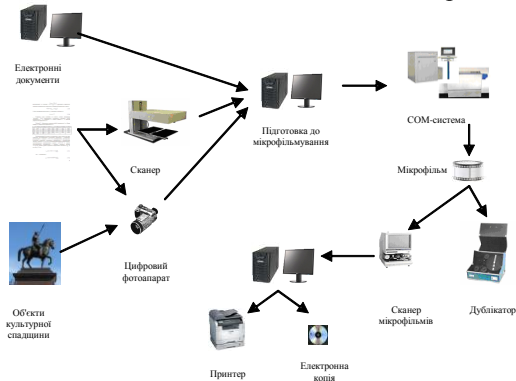 Електронні
документи
Сканер
Підготовка до
мікрофільмування
COM-система
Мікрофільм
Цифровий
фотоапарат
Об'єкти
культурної
спадщини
Сканер
мікрофільмів
Дублікатор
Принтер
Електронна
копія